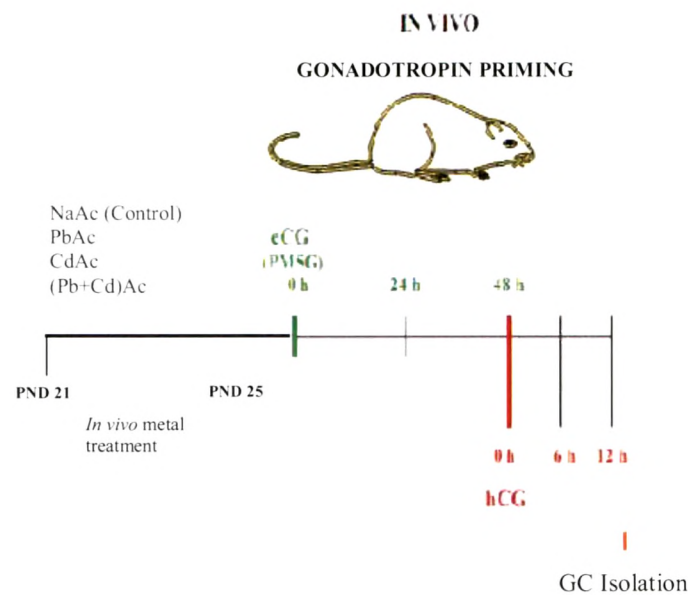 IN VIVO
GONADOTROPIN PRIMING
NaAc (Control)
PbAc
CdAc
(Pb+Cd)Ac
eCG
(PMSG)
0 h
24 h
48 h
PND 21
PND 25
In vivo metal
treatment
0 h
6 h
12 h
hCG
GC Isolation